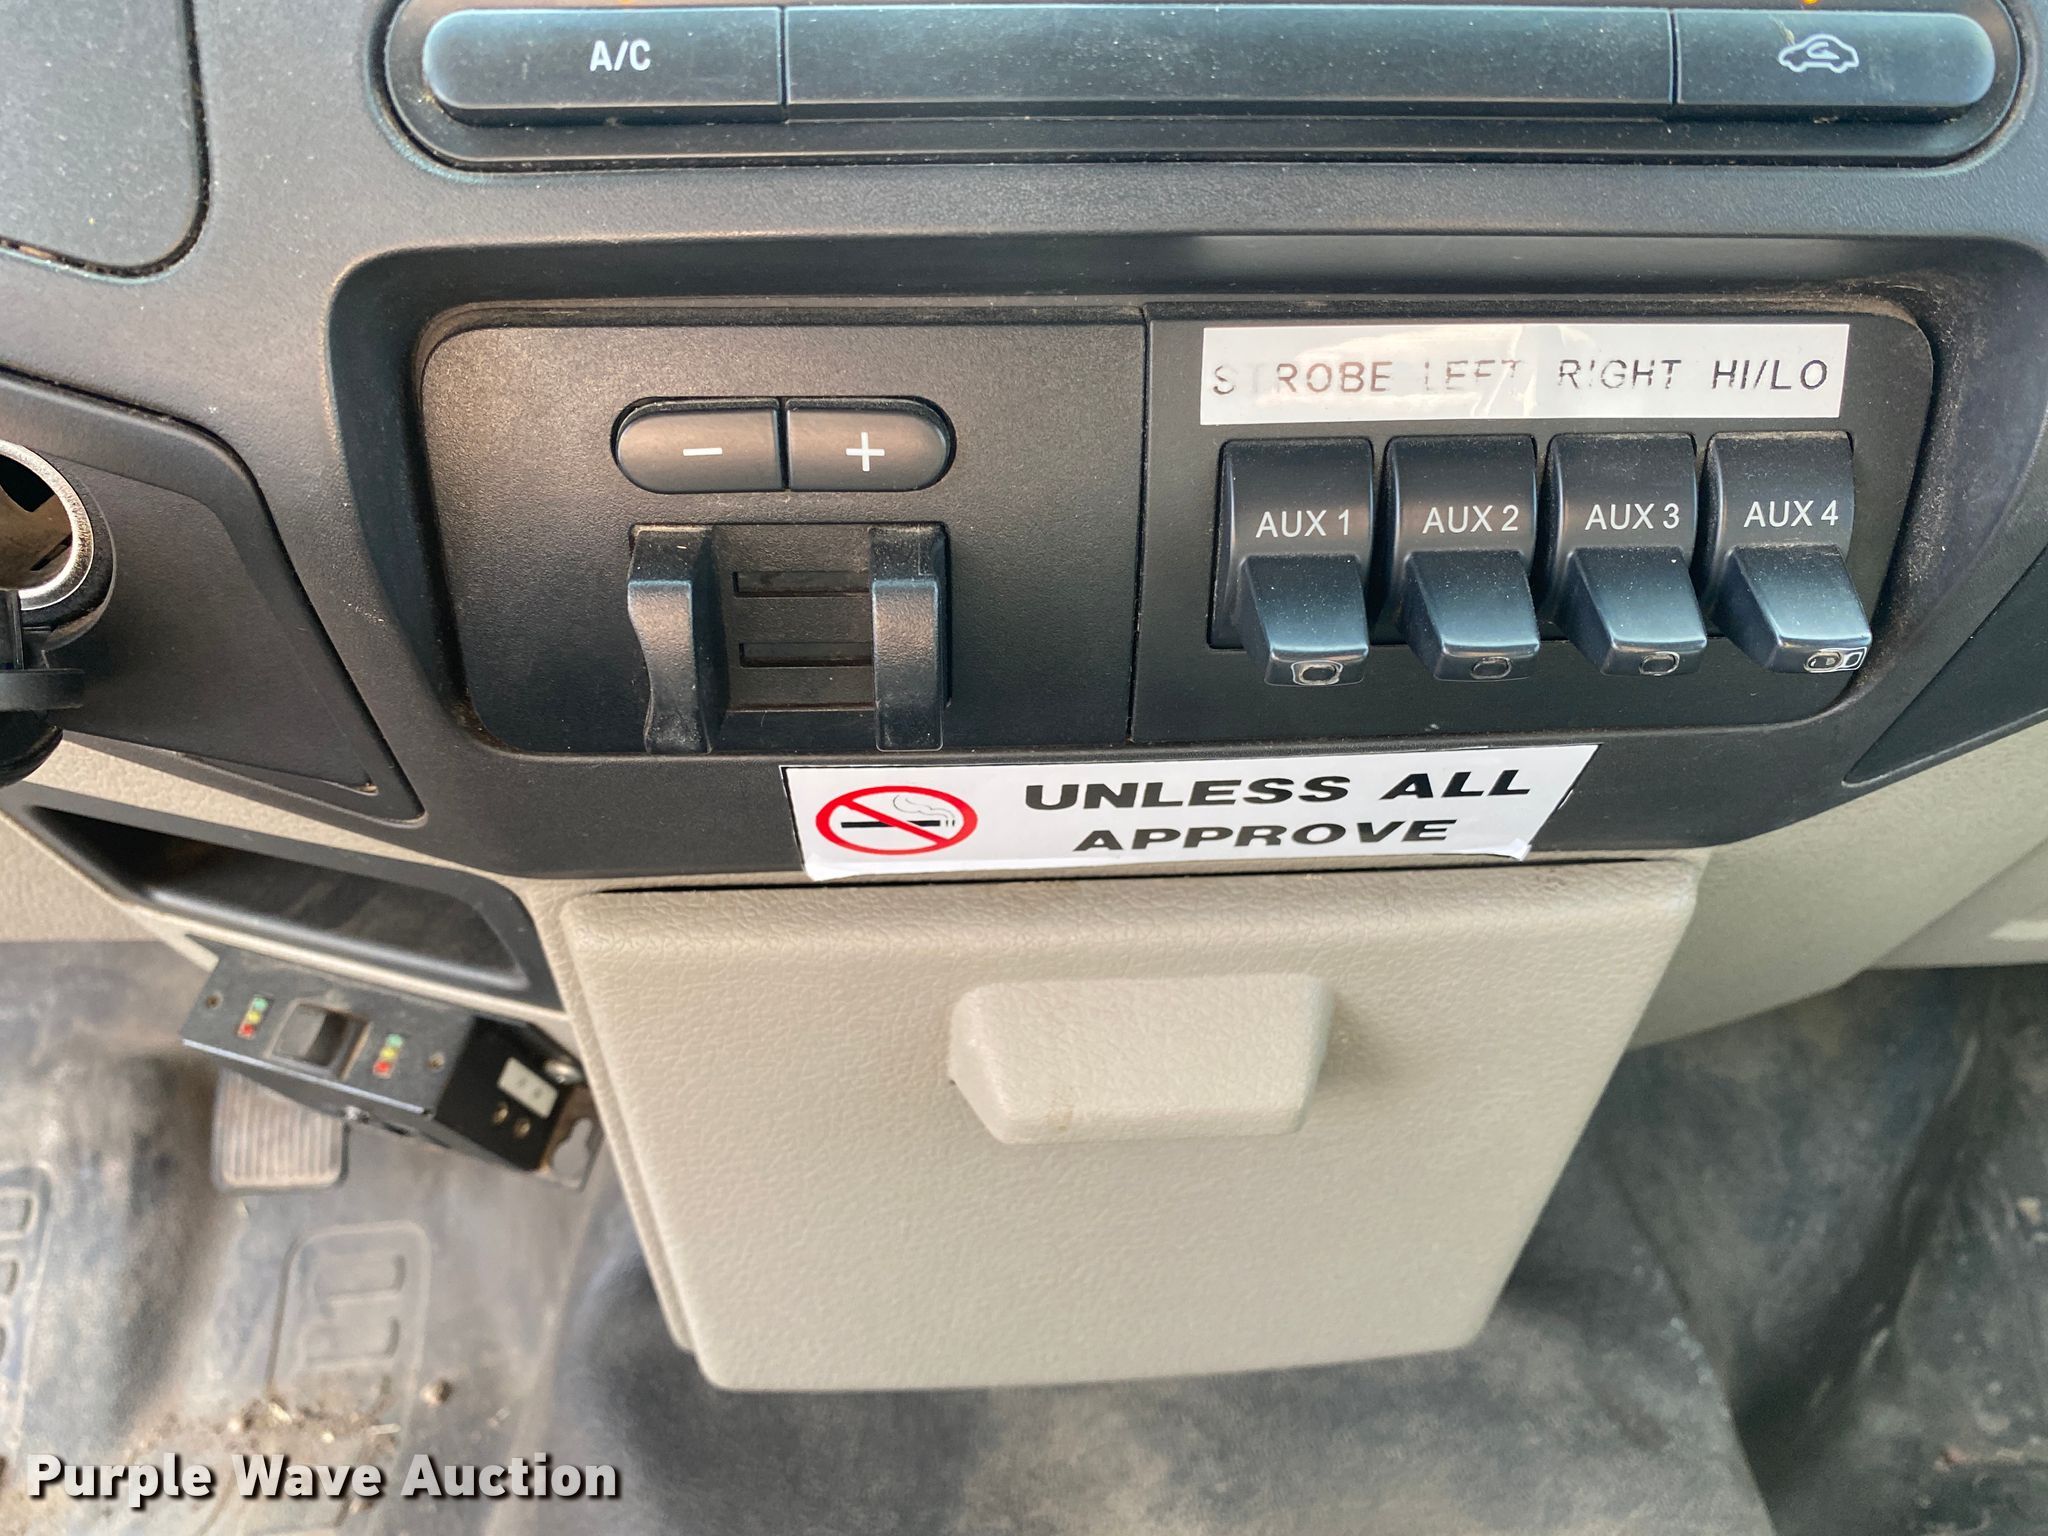 A/C
STROBE LEFT RIGHT HI/LO
- +
AUX 1 AUX 2 AUX 3 AUX 4
UNLESS ALL
APPROVE
Purple Wave Auction